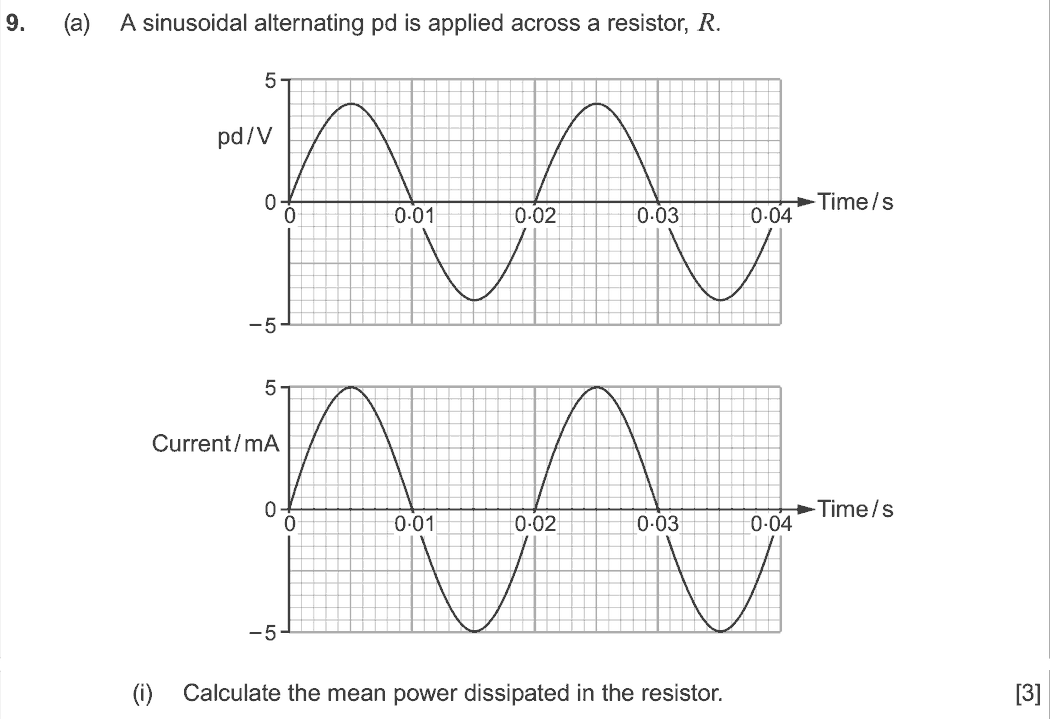 9. (a) A sinusoidal alternating pd is applied across a resistor, R.
5
pd/V
0
0 0·01 0·02 0·03 0·04 Time/s
−5
5
Current/mA
0
0 0·01 0·02 0·03 0·04 Time/s
−5
(i) Calculate the mean power dissipated in the resistor. [3]